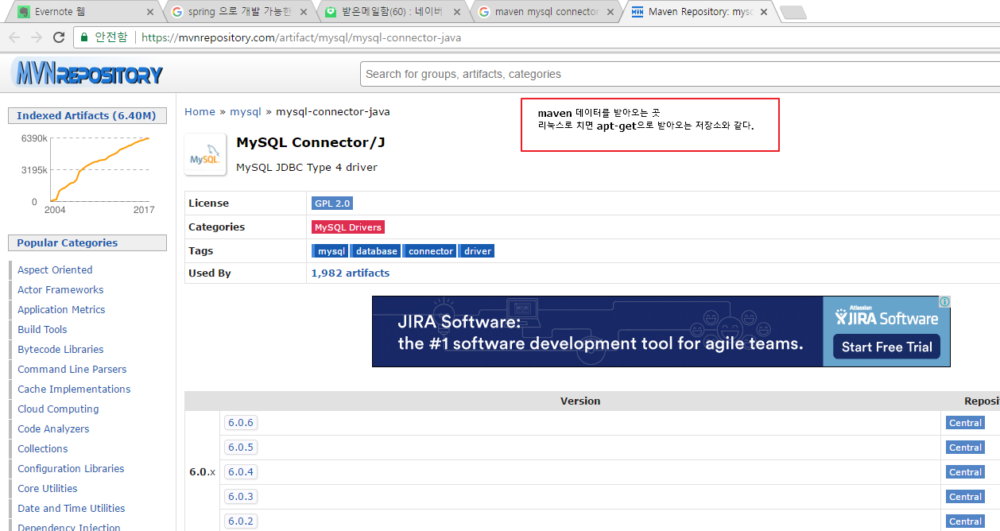 Evernote 웹
spring 으로 개발 가능한
받은메일함(60) : 네이버
maven mysql connector
Maven Repository: mysq
안전함 https://mvnrepository.com/artifact/mysql/mysql-connector-java
MVNREPOSITORY
Search for groups, artifacts, categories
Indexed Artifacts (6.40M)
6390k
3195k
0
2004 2017
Popular Categories
Aspect Oriented
Actor Frameworks
Application Metrics
Build Tools
Bytecode Libraries
Command Line Parsers
Cache Implementations
Cloud Computing
Code Analyzers
Collections
Configuration Libraries
Core Utilities
Date and Time Utilities
Dependency Injection
Home » mysql » mysql-connector-java
maven 데이터를 받아오는 곳
리눅스로 치면 apt-get으로 받아오는 저장소와 같다.
MySQL
MySQL Connector/J
MySQL JDBC Type 4 driver
License GPL 2.0
Categories MySQL Drivers
Tags mysql database connector driver
Used By 1,982 artifacts
JIRA Software:
the #1 software development tool for agile teams.
Atlassian
JIRA Software
Start Free Trial
Version Reposi
6.0.x
6.0.6 Central
6.0.5 Central
6.0.4 Central
6.0.3 Central
6.0.2 Central